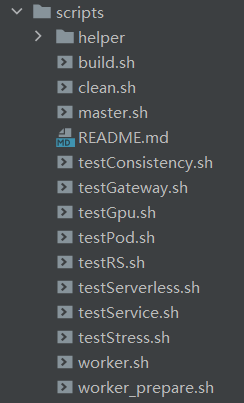 scripts
helper
build.sh
clean.sh
master.sh
MD README.md
testConsistency.sh
testGateway.sh
testGpu.sh
testPod.sh
testRS.sh
testServerless.sh
testService.sh
testStress.sh
worker.sh
worker_prepare.sh